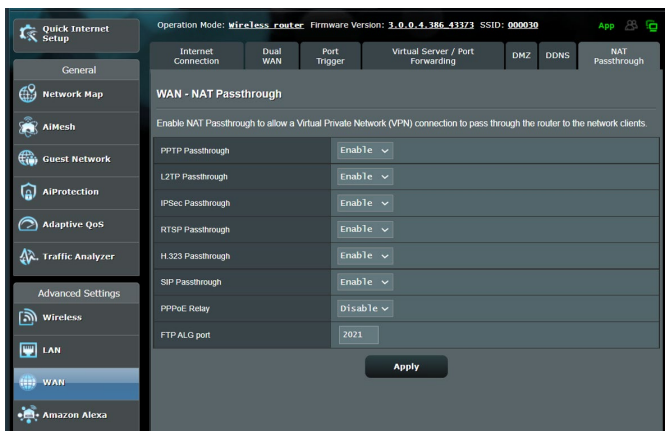 Quick Internet
Setup
Operation Mode: Wireless router Firmware Version: 3.0.0.4.386_43373 SSID: 000030
App
General
Network Map
AiMesh
Guest Network
AiProtection
Adaptive QoS
Traffic Analyzer
Advanced Settings
Wireless
LAN
WAN
Amazon Alexa
Internet
Connection
Dual
WAN
Port
Trigger
Virtual Server / Port
Forwarding
DMZ
DDNS
NAT
Passthrough
WAN - NAT Passthrough
Enable NAT Passthrough to allow a Virtual Private Network (VPN) connection to pass through the router to the network clients.
PPTP Passthrough Enable
L2TP Passthrough Enable
IPSec Passthrough Enable
RTSP Passthrough Enable
H.323 Passthrough Enable
SIP Passthrough Enable
PPPoE Relay Disable
FTP ALG port 2021
Apply